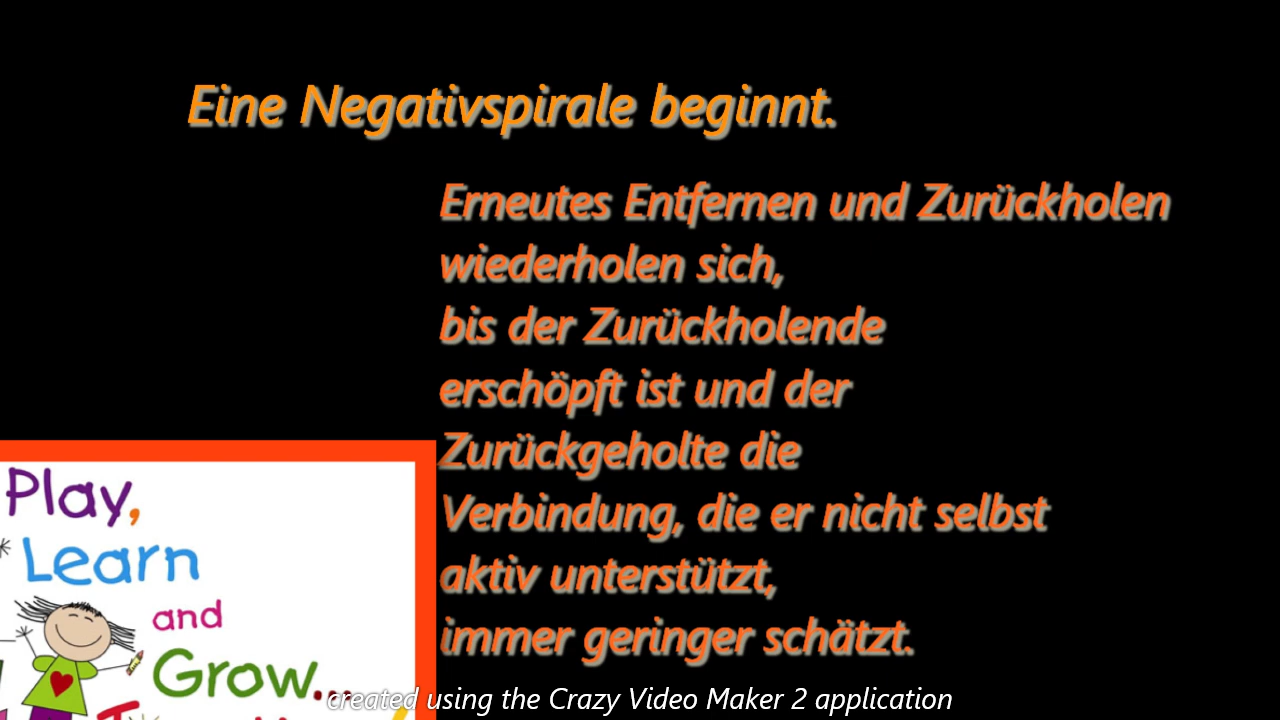 Eine Negativspirale beginnt.
Erneutes Entfernen und Zurückholen
wiederholen sich,
bis der Zurückholende
erschöpft ist und der
Zurückgeholte die
Verbindung, die er nicht selbst
aktiv unterstützt,
immer geringer schätzt.
Play,
Learn
and
Grow...
created using the Crazy Video Maker 2 application